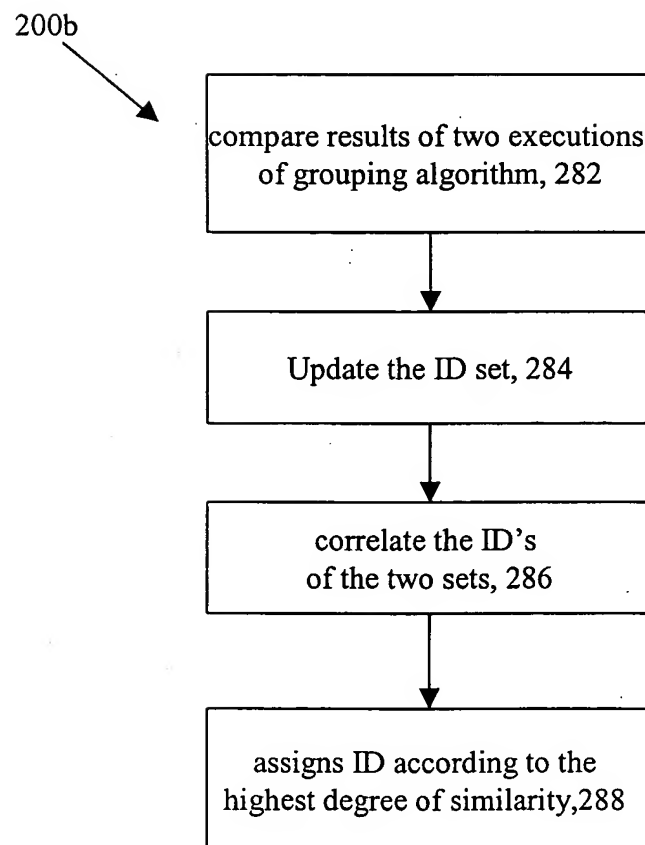 200b
compare results of two executions
of grouping algorithm, 282
Update the ID set, 284
correlate the ID's
of the two sets, 286
assigns ID according to the
highest degree of similarity,288